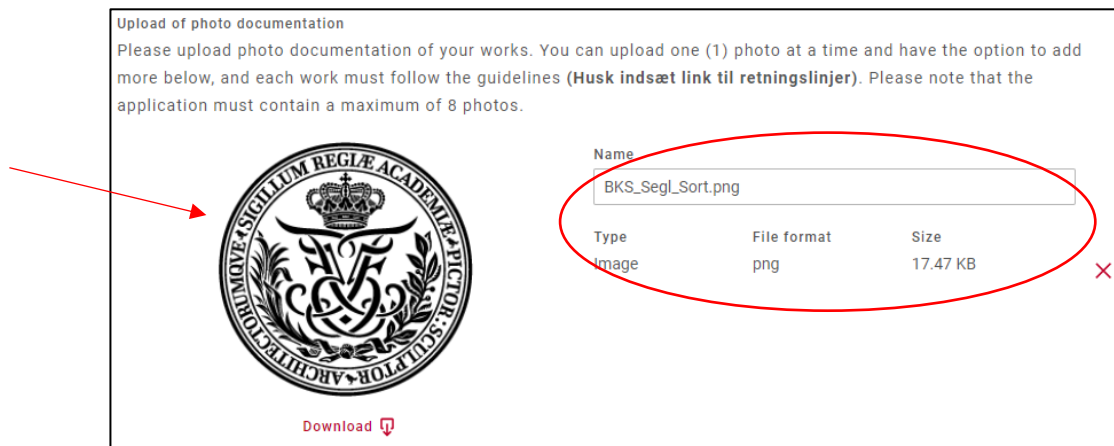 Upload of photo documentation
Please upload photo documentation of your works. You can upload one (1) photo at a time and have the option to add
more below, and each work must follow the guidelines (Husk indsæt link til retningslinjer). Please note that the
application must contain a maximum of 8 photos.
SIGILLUM REGIÆ ACADEMIÆ PICTOR:SCULPTOR ARCHITECTORUMQVE
Download
Name
BKS_Segl_Sort.png
Type File format Size
Image png 17.47 KB